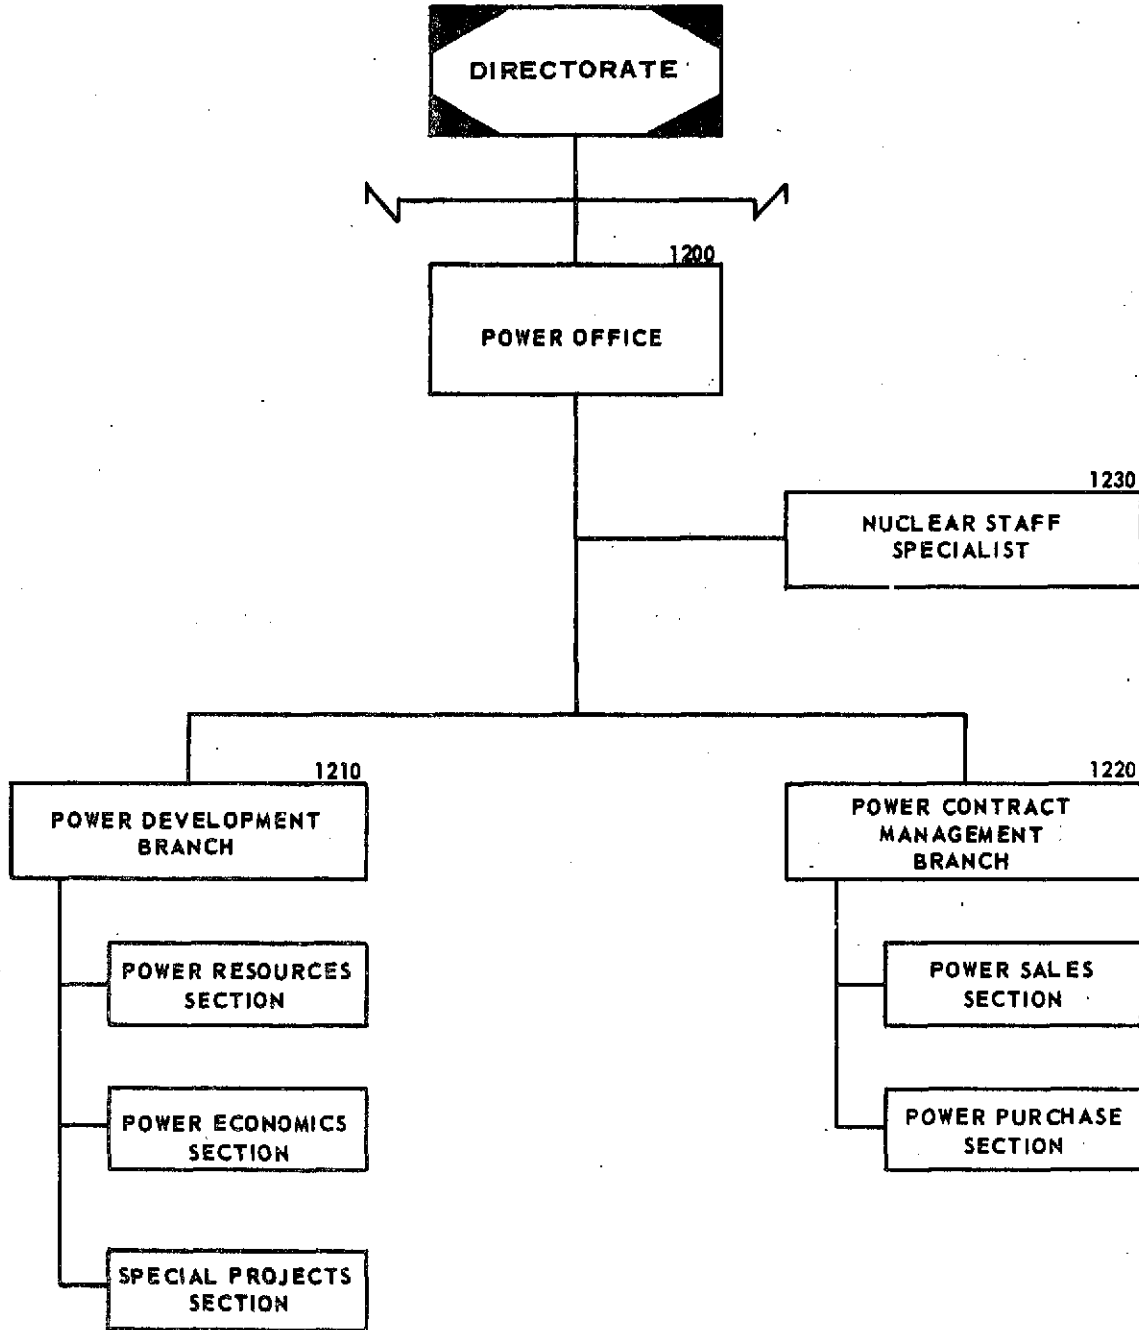 DIRECTORATE
1200
POWER OFFICE
1230
NUCLEAR STAFF
SPECIALIST
1210
POWER DEVELOPMENT
BRANCH
1220
POWER CONTRACT
MANAGEMENT
BRANCH
POWER RESOURCES
SECTION
POWER SALES
SECTION
POWER ECONOMICS
SECTION
POWER PURCHASE
SECTION
SPECIAL PROJECTS
SECTION